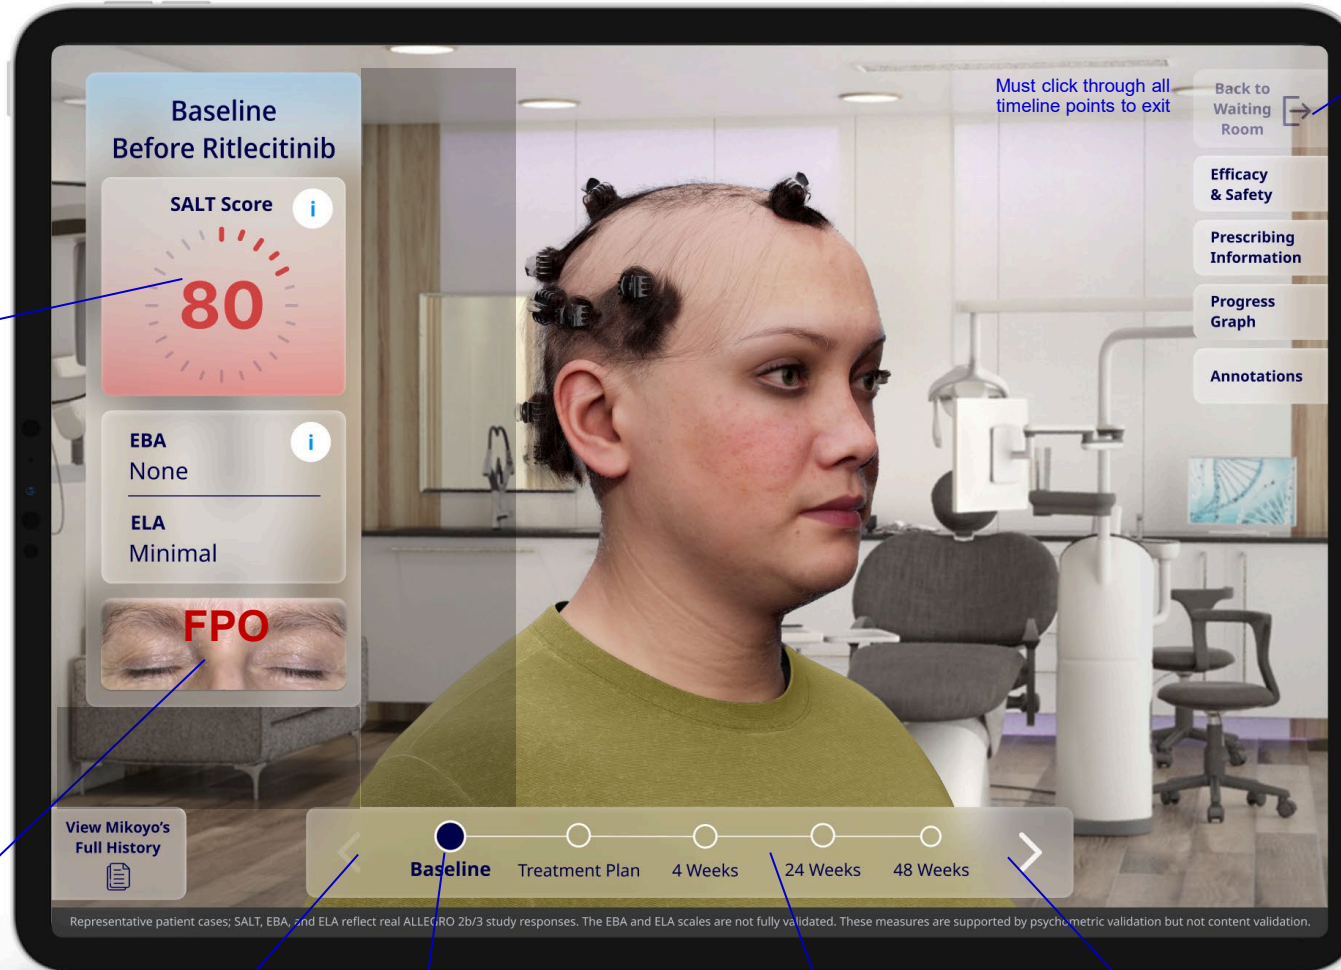 Baseline
Before Ritlecitinib
SALT Score
i
80
EBA
None
i
ELA
Minimal
FPO
View Mikoyo's
Full History
Must click through all
timeline points to exit
Back to
Waiting
Room
Efficacy
& Safety
Prescribing
Information
Progress
Graph
Annotations
Baseline
Treatment Plan
4 Weeks
24 Weeks
48 Weeks
Representative patient cases; SALT, EBA, and ELA reflect real ALLEGRO 2b/3 study responses. The EBA and ELA scales are not fully validated. These measures are supported by psychometric validation but not content validation.